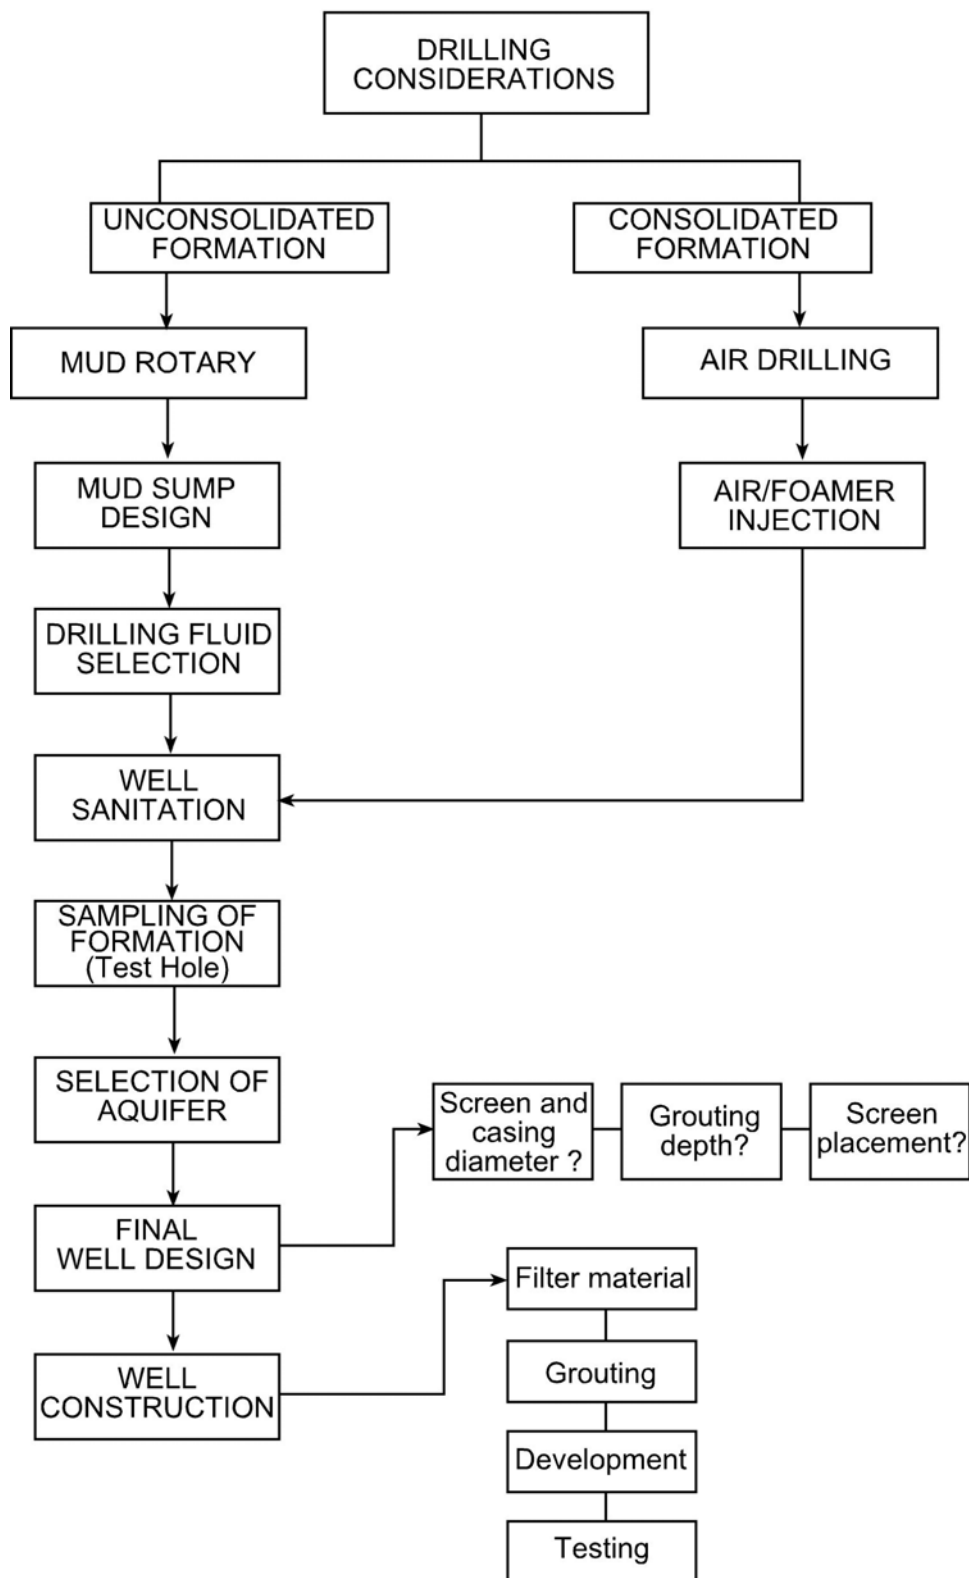 DRILLING
CONSIDERATIONS
UNCONSOLIDATED
FORMATION
CONSOLIDATED
FORMATION
MUD ROTARY
AIR DRILLING
MUD SUMP
DESIGN
AIR/FOAMER
INJECTION
DRILLING FLUID
SELECTION
WELL
SANITATION
SAMPLING OF
FORMATION
(Test Hole)
SELECTION OF
AQUIFER
Screen and
casing
diameter ?
Grouting
depth?
Screen
placement?
FINAL
WELL DESIGN
Filter material
WELL
CONSTRUCTION
Grouting
Development
Testing